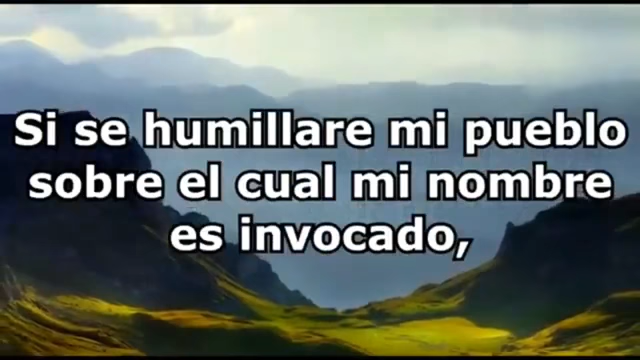 Si se humillare mi pueblo
sobre el cual mi nombre
es invocado,